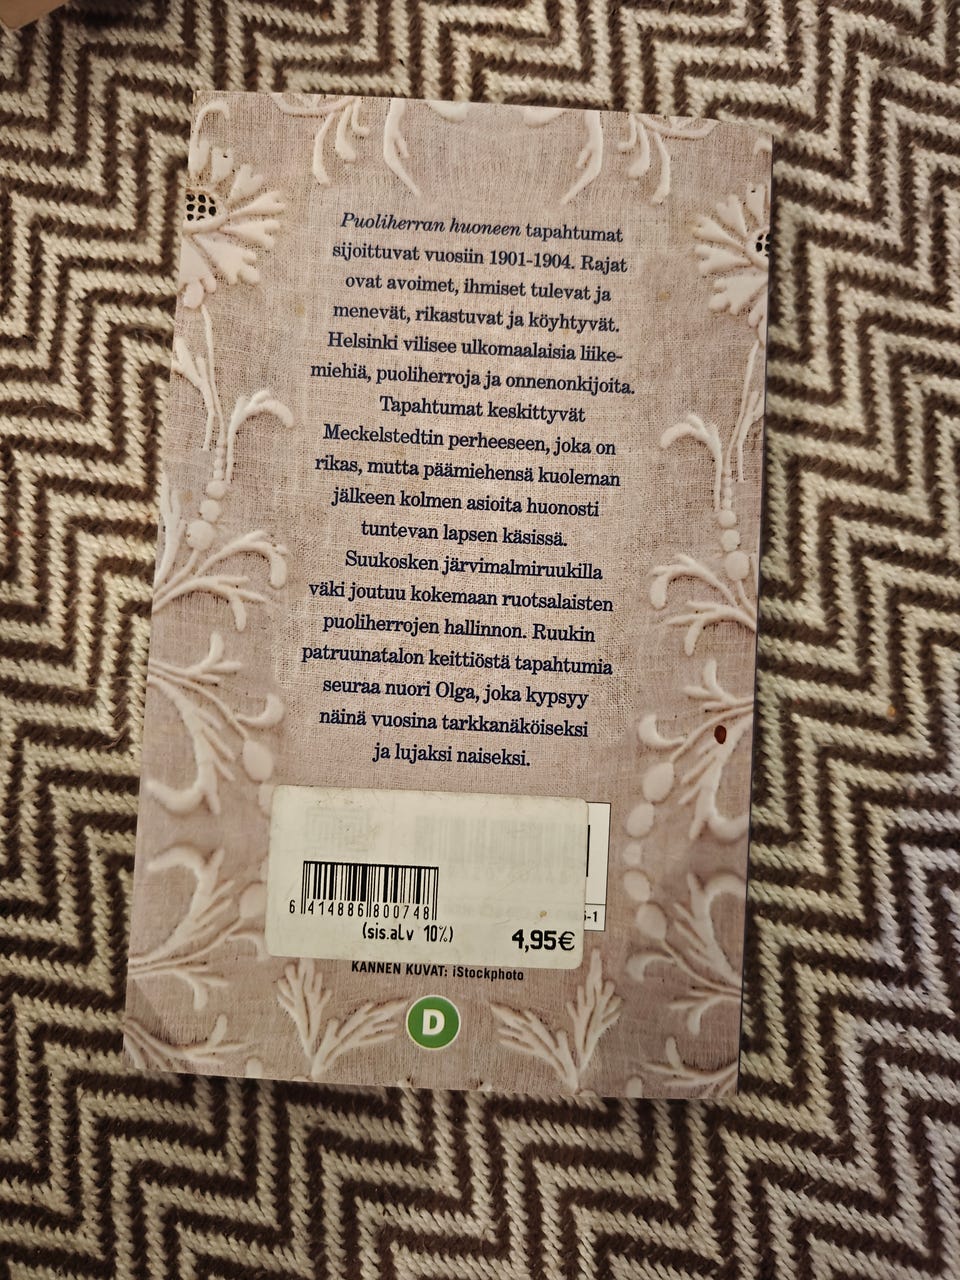 Puoliherran huoneen tapahtumat
sijoittuvat vuosiin 1901-1904. Rajat
ovat avoimet, ihmiset tulevat ja
menevät, rikastuvat ja köyhtyvät.
Helsinki vilisee ulkomaalaisia liike-
miehiä, puoliherroja ja onnenonkijoita.
Tapahtumat keskittyvät
Meckelstedtin perheeseen, joka on
rikas, mutta päämiehensä kuoleman
jälkeen kolmen asioita huonosti
tuntevan lapsen käsissä.
Suukosken järvimalmiruukilla
väki joutuu kokemaan ruotsalaisten
puoliherrojen hallinnon. Ruukin
patruunatalon keittiöstä tapahtumia
seuraa nuori Olga, joka kypsyy
näinä vuosina tarkkanäköiseksi
ja lujaksi naiseksi.
6 414886 800748
-1
(sis.alv 10%) 4,95€
KANNEN KUVAT: iStockphoto
D